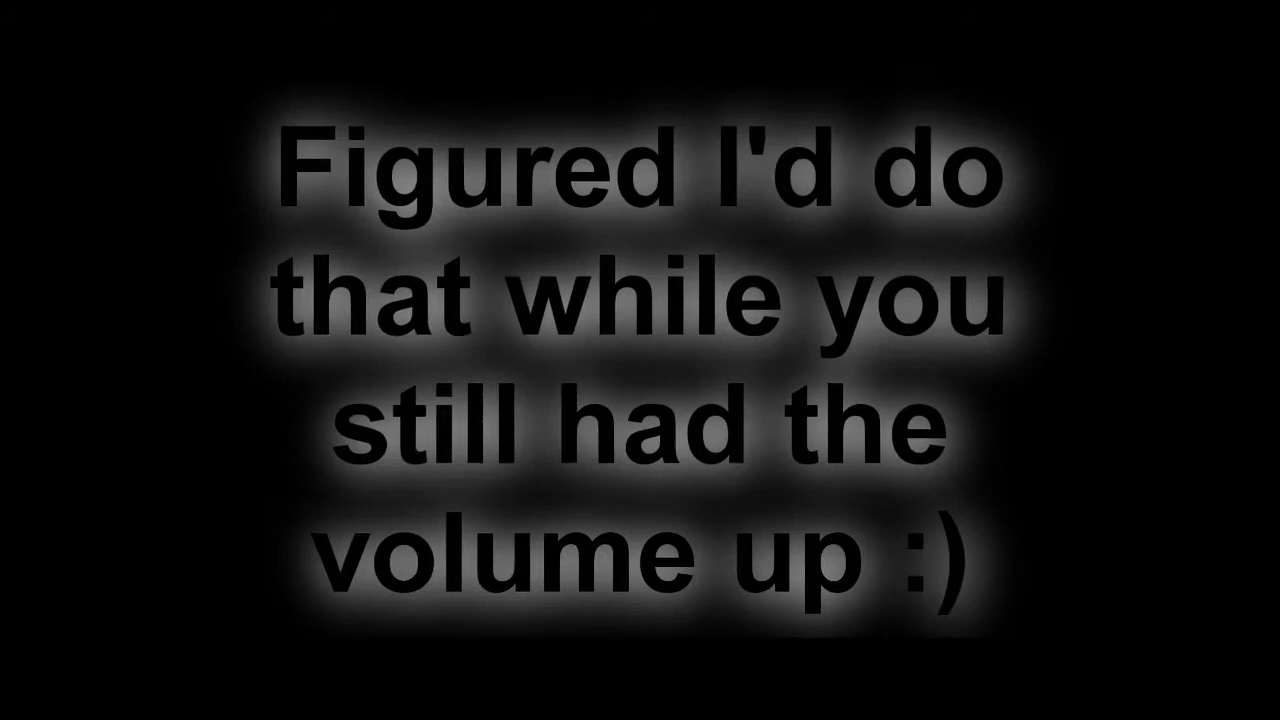 Figured I'd do
that while you
still had the
volume up :)